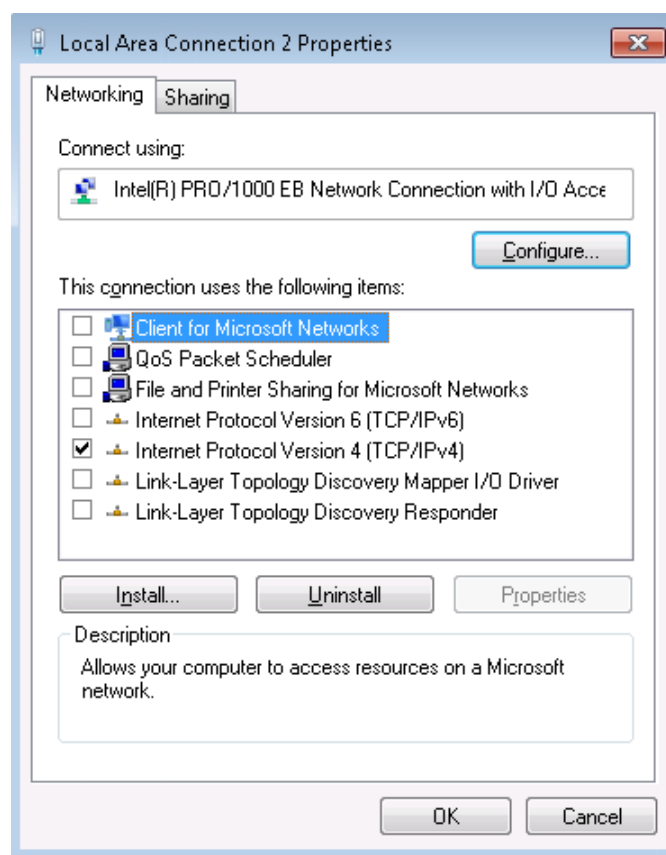 Local Area Connection 2 Properties
Networking
Sharing
Connect using:
Intel(R) PRO/1000 EB Network Connection with I/O Acce
Configure...
This connection uses the following items:
Client for Microsoft Networks
QoS Packet Scheduler
File and Printer Sharing for Microsoft Networks
Internet Protocol Version 6 (TCP/IPv6)
Internet Protocol Version 4 (TCP/IPv4)
Link-Layer Topology Discovery Mapper I/O Driver
Link-Layer Topology Discovery Responder
Install...
Uninstall
Properties
Description
Allows your computer to access resources on a Microsoft
network.
OK
Cancel